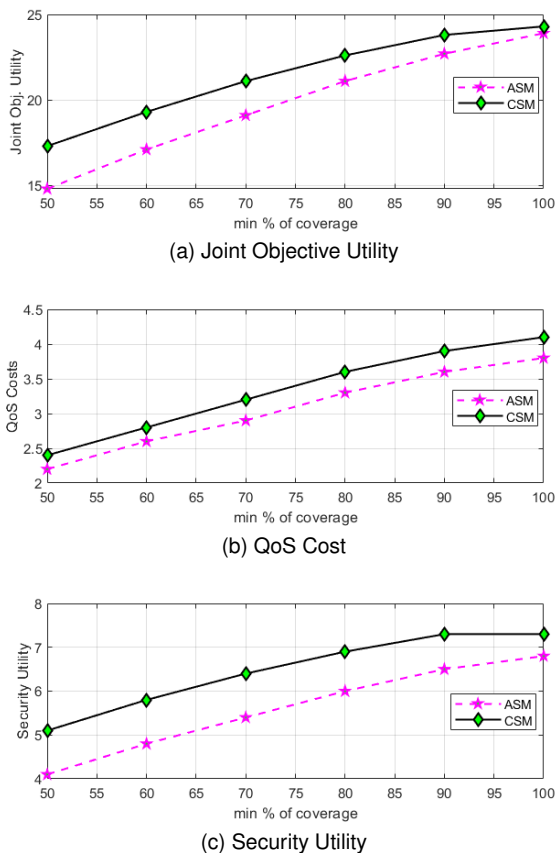 25
20
15
Joint Obj. Utility
ASM
CSM
50 55 60 65 70 75 80 85 90 95 100
min % of coverage
(a) Joint Objective Utility
4.5
4
3.5
3
2.5
2
QoS Costs
ASM
CSM
50 55 60 65 70 75 80 85 90 95 100
min % of coverage
(b) QoS Cost
8
7
6
5
4
Security Utility
ASM
CSM
50 55 60 65 70 75 80 85 90 95 100
min % of coverage
(c) Security Utility